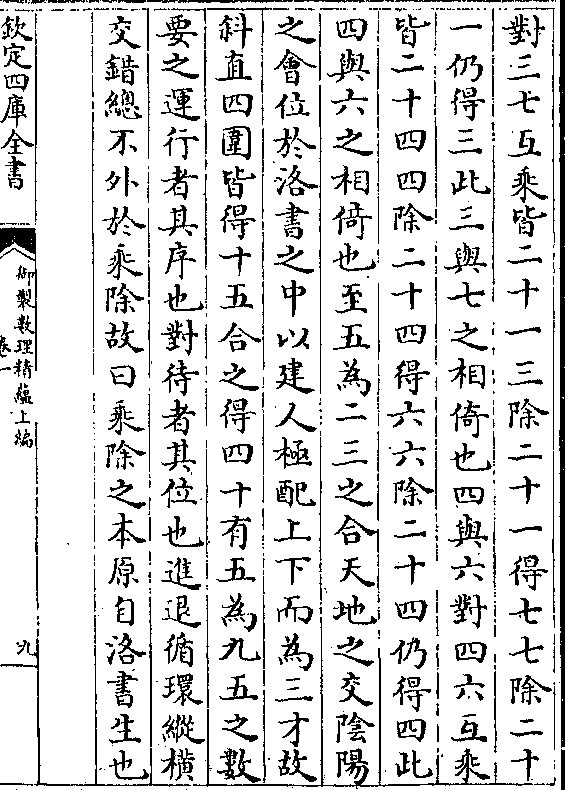 對三七互乘皆二十一三除二十一得七七除二十
一仍得三此三與七之相倚也四與六對四六互乘
皆二十四四除二十四得六六除二十四仍得四此
四與六之相倚也至五為二三之合天地之交陰陽
之會位於洛書之中以建人極配上下而為三才故
斜直四圍皆得十五合之得四十有五為九五之數
要之運行者其序也對待者其位也進退循環縱橫
交錯總不外於乘除故曰乘除之本原自洛書生也
欽定四庫全書
御製數理精蘊上編
卷一
九